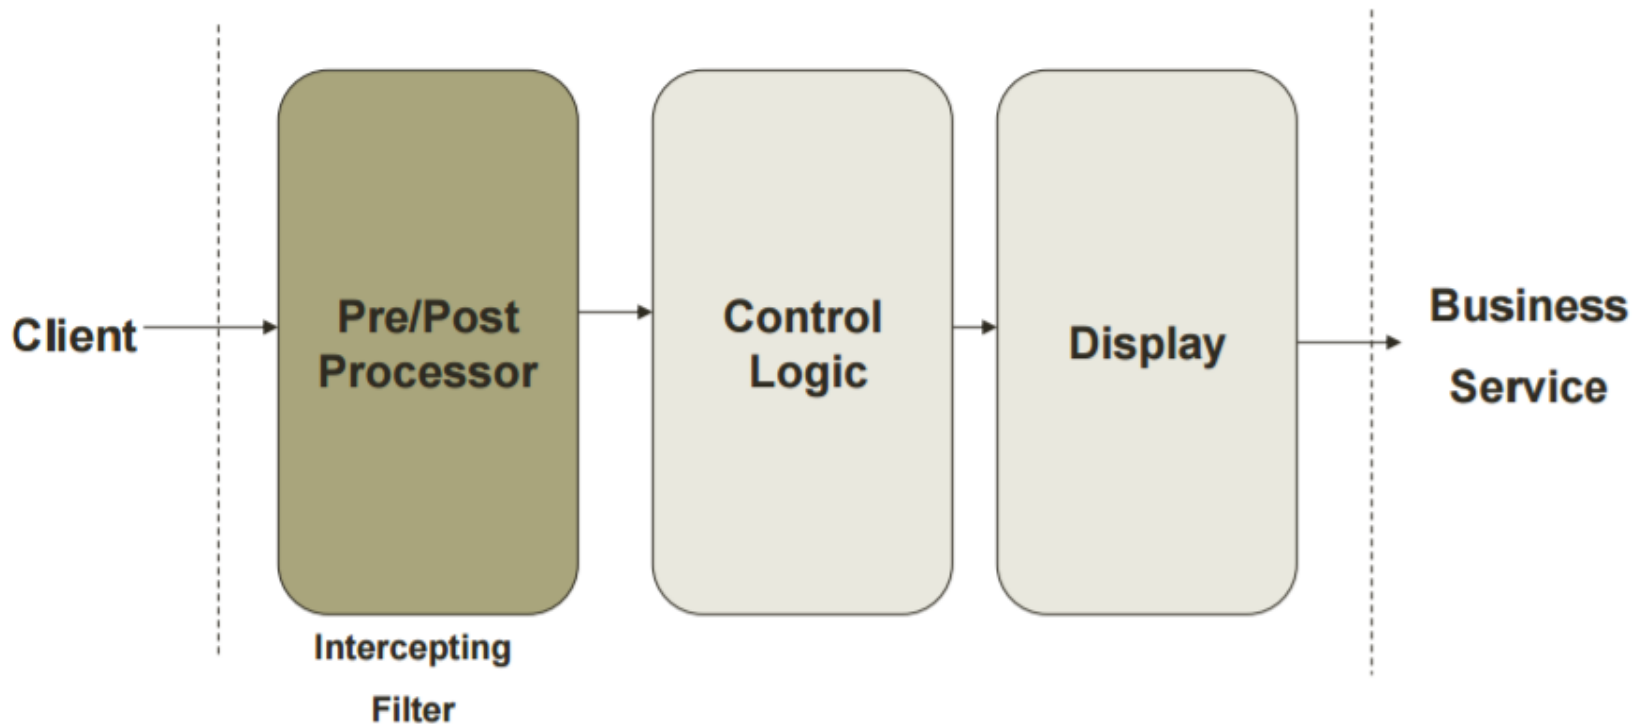 Client
Pre/Post
Processor
Control
Logic
Display
Business
Service
Intercepting
Filter